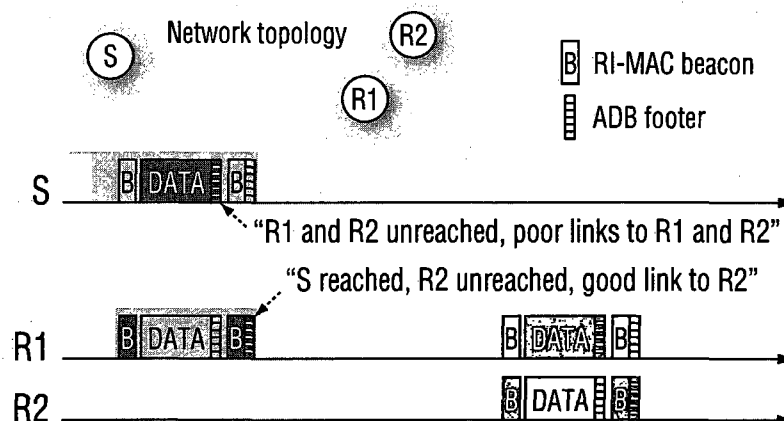 Network topology
S
R2
R1
B RI-MAC beacon
ADB footer
S B DATA B
"R1 and R2 unreached, poor links to R1 and R2"
"S reached, R2 unreached, good link to R2"
R1 B DATA B B DATA B
R2 B DATA B